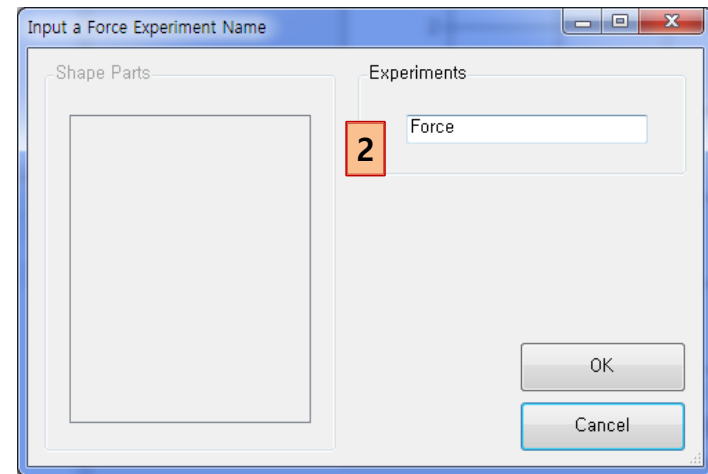 Input a Force Experiment Name
Shape Parts
Experiments
Force
2
OK
Cancel